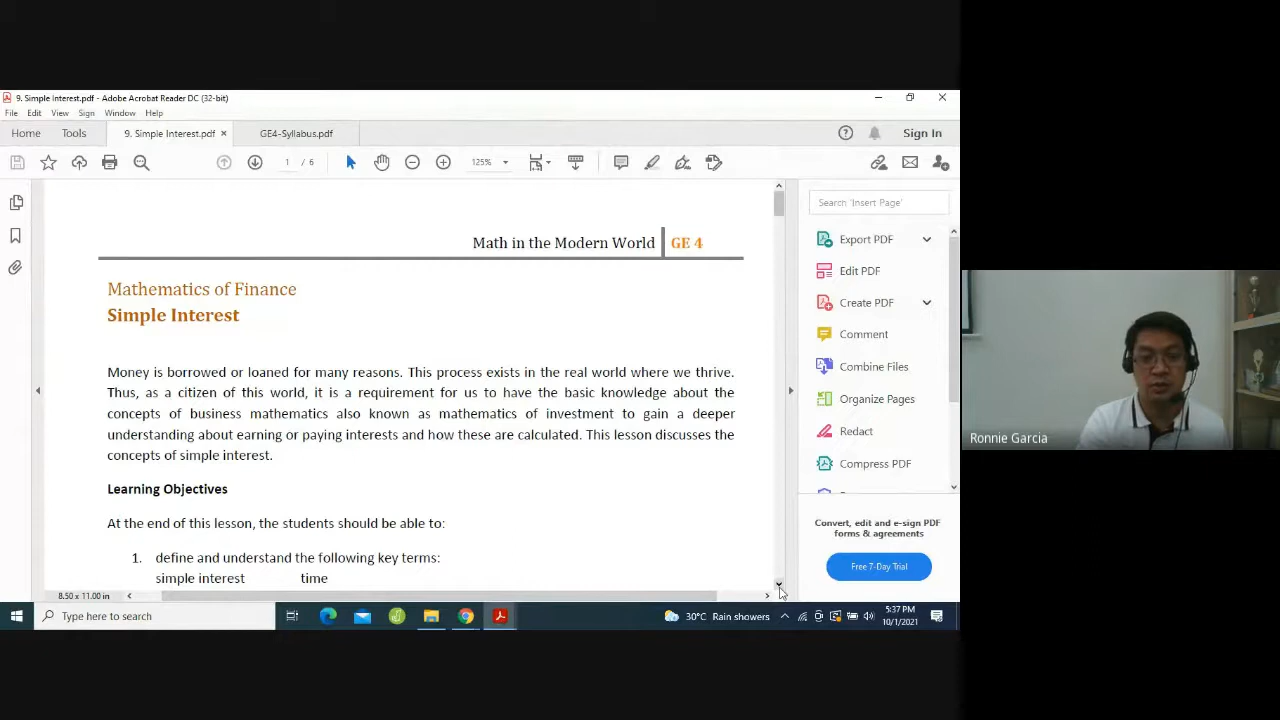 9. Simple Interest.pdf - Adobe Acrobat Reader DC (32-bit)
File Edit View Sign Window Help
Home Tools 9. Simple Interest.pdf × GE4-Syllabus.pdf Sign In
1 / 6 125%
Search 'Insert Page'
Math in the Modern World GE 4
Mathematics of Finance
Simple Interest
Money is borrowed or loaned for many reasons. This process exists in the real world where we thrive.
Thus, as a citizen of this world, it is a requirement for us to have the basic knowledge about the
concepts of business mathematics also known as mathematics of investment to gain a deeper
understanding about earning or paying interests and how these are calculated. This lesson discusses the
concepts of simple interest.
Learning Objectives
At the end of this lesson, the students should be able to:
1. define and understand the following key terms:
simple interest time
8.50 x 11.00 in
Export PDF
Edit PDF
Create PDF
Comment
Combine Files
Organize Pages
Redact
Compress PDF
Convert, edit and e-sign PDF
forms & agreements
Free 7-Day Trial
Type here to search
30°C Rain showers
5:37 PM
10/1/2021
Ronnie Garcia